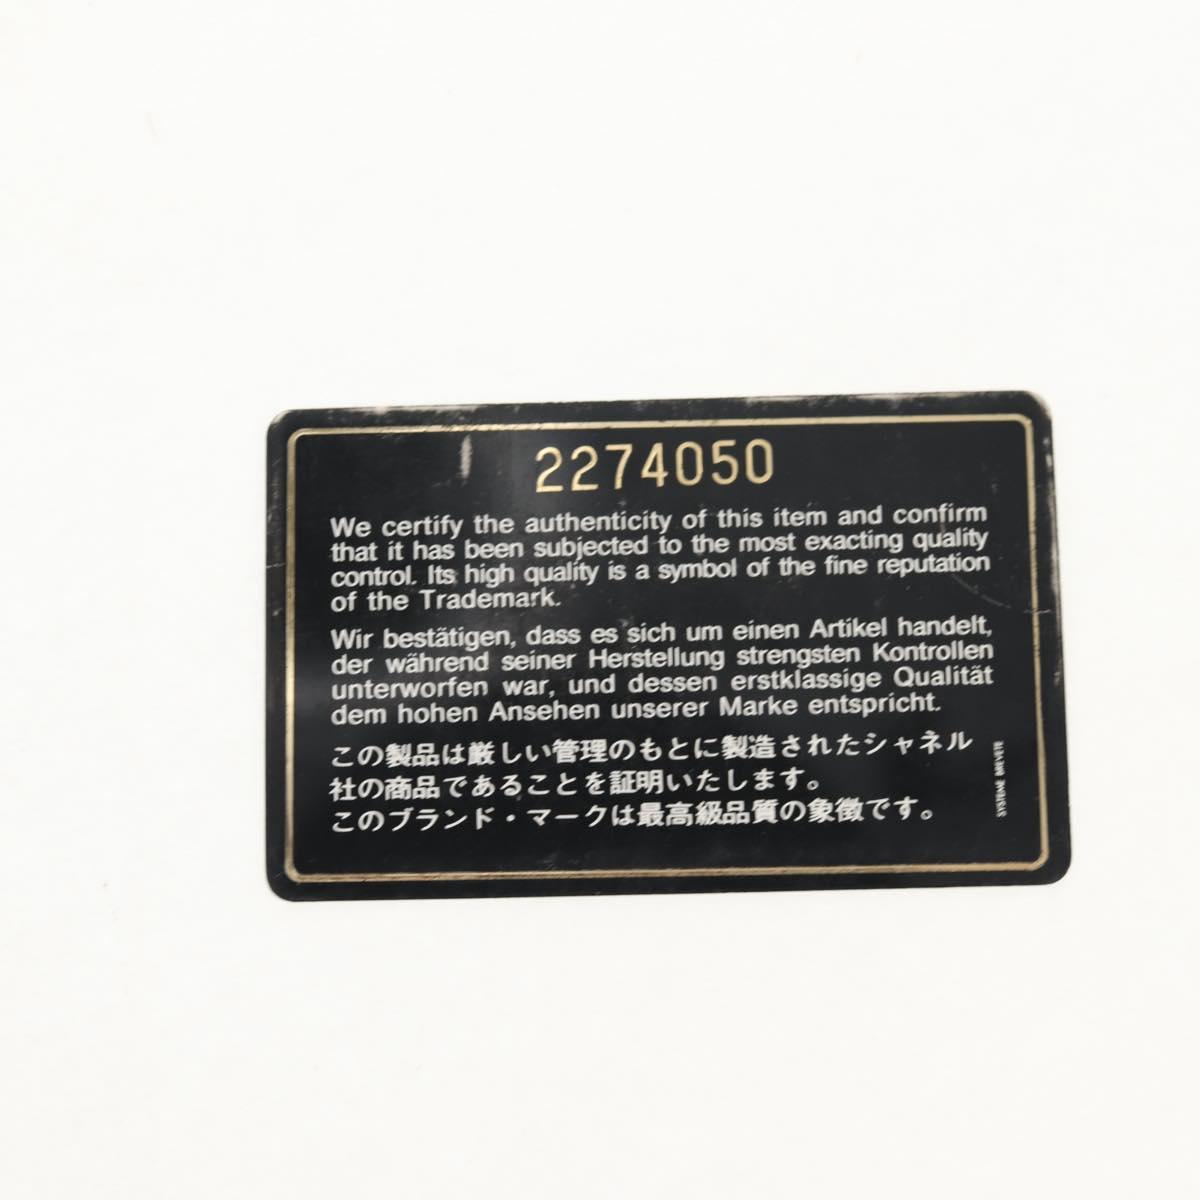 2274050
We certify the authenticity of this item and confirm
that it has been subjected to the most exacting quality
control. Its high quality is a symbol of the fine reputation
of the Trademark.
Wir bestätigen, dass es sich um einen Artikel handelt,
der während seiner Herstellung strengsten Kontrollen
unterworfen war, und dessen erstklassige Qualität
dem hohen Ansehen unserer Marke entspricht.
この製品は厳しい管理のもとに製造されたシャネル
社の商品であることを証明いたします。
このブランド・マークは最高級品質の象徴です。
SYSTEME BREVETE